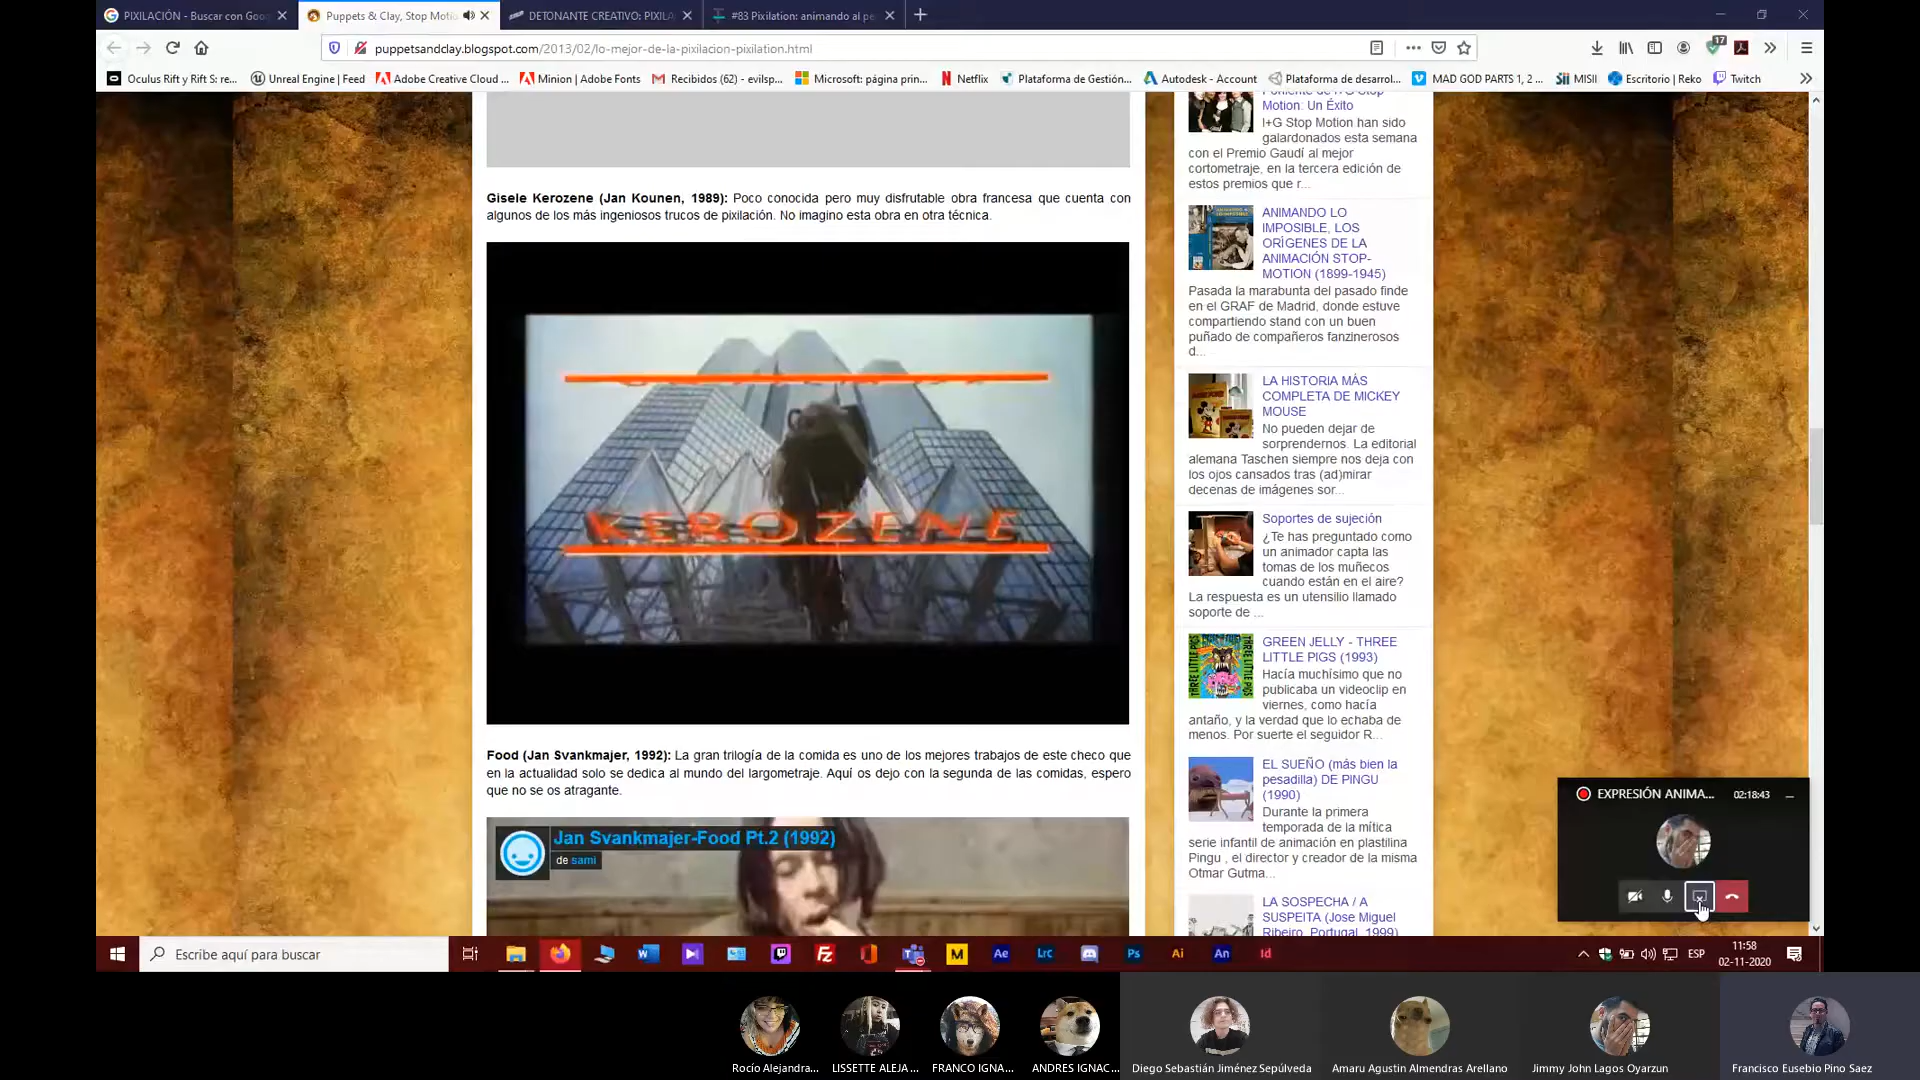 PIXILACIÓN - Buscar con Goo
Puppets & Clay, Stop Motio
DETONANTE CREATIVO: PIXILA
#83 Pixilation: animando al pe
puppetsandclay.blogspot.com/2013/02/lo-mejor-de-la-pixilacion-pixilation.html
17
Oculus Rift y Rift S: re...
Unreal Engine | Feed
Adobe Creative Cloud ...
Minion | Adobe Fonts
Recibidos (62) - evilsp...
Microsoft: página prin...
Netflix
Plataforma de Gestión...
Autodesk - Account
Plataforma de desarrol...
MAD GOD PARTS 1, 2 ...
Sii
MISII
Escritorio | Reko
Twitch
Gisele Kerozene (Jan Kounen, 1989): Poco conocida pero muy disfrutable obra francesa que cuenta con
algunos de los más ingeniosos trucos de pixilación. No imagino esta obra en otra técnica.
KEROZENE
Food (Jan Svankmajer, 1992): La gran trilogía de la comida es uno de los mejores trabajos de este checo que
en la actualidad solo se dedica al mundo del largometraje. Aquí os dejo con la segunda de las comidas, espero
que no se os atragante.
Jan Svankmajer-Food Pt.2 (1992)
de sami
Poniente de I+G Stop
Motion: Un Éxito
I+G Stop Motion han sido
galardonados esta semana
con el Premio Gaudí al mejor
cortometraje, en la tercera edición de
estos premios que r...
ANIMANDO LO
IMPOSIBLE, LOS
ORÍGENES DE LA
ANIMACIÓN STOP-
MOTION (1899-1945)
Pasada la marabunta del pasado finde
en el GRAF de Madrid, donde estuve
compartiendo stand con un buen
puñado de compañeros fanzinerosos
d...
LA HISTORIA MÁS
COMPLETA DE MICKEY
MOUSE
No pueden dejar de
sorprendernos. La editorial
alemana Taschen siempre nos deja con
los ojos cansados tras (ad)mirar
decenas de imágenes sor...
Soportes de sujeción
¿Te has preguntado como
un animador capta las
tomas de los muñecos
cuando están en el aire?
La respuesta es un utensilio llamado
soporte de ...
GREEN JELLY - THREE
LITTLE PIGS (1993)
Hacía muchísimo que no
publicaba un videoclip en
viernes, como hacía
antaño, y la verdad que lo echaba de
menos. Por suerte el seguidor R...
EL SUEÑO (más bien la
pesadilla) DE PINGU
(1990)
Durante la primera
temporada de la mítica
serie infantil de animación en plastilina
Pingu , el director y creador de la misma
Otmar Gutma...
LA SOSPECHA / A
SUSPEITA (Jose Miguel
Ribeiro, Portugal, 1999)
EXPRESIÓN ANIMA...
02:18:43
Escribe aquí para buscar
ESP
11:58
02-11-2020
Rocío Alejandra...
LISSETTE ALEJA...
FRANCO IGNA...
ANDRES IGNAC...
Diego Sebastián Jiménez Sepúlveda
Amaru Agustin Almendras Arellano
Jimmy John Lagos Oyarzun
Francisco Eusebio Pino Saez